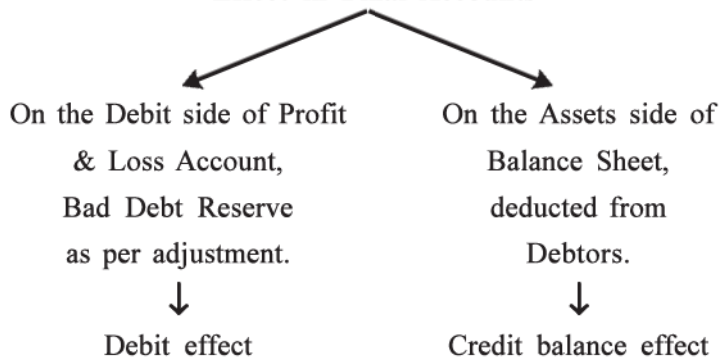 On the Debit side of Profit
& Loss Account,
Bad Debt Reserve
as per adjustment.
Debit effect
On the Assets side of
Balance Sheet,
deducted from
Debtors.
Credit balance effect